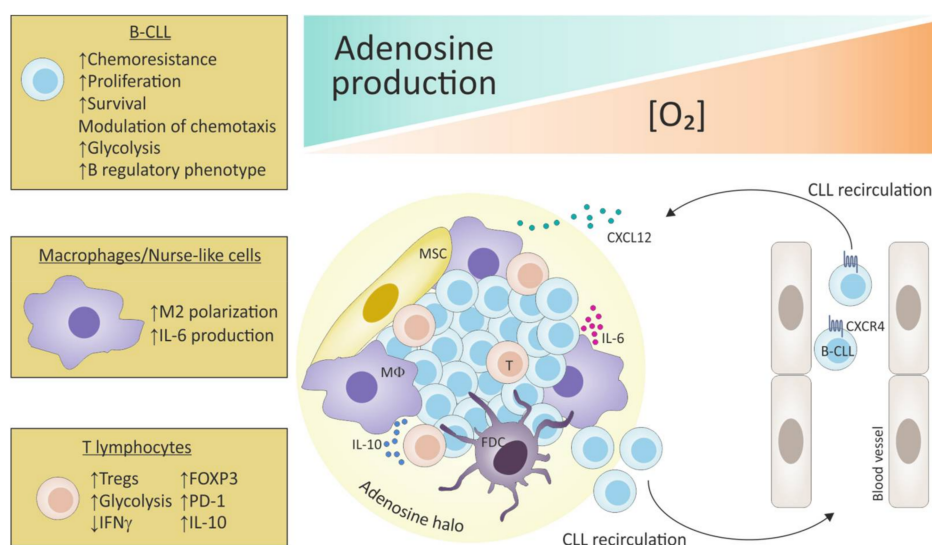 B-CLL
↑Chemoresistance
↑Proliferation
↑Survival
Modulation of chemotaxis
↑Glycolysis
↑B regulatory phenotype
Macrophages/Nurse-like cells
↑M2 polarization
↑IL-6 production
T lymphocytes
↑Tregs ↑FOXP3
↑Glycolysis ↑PD-1
↓IFNγ ↑IL-10
Adenosine
production
[O₂]
CLL recirculation
CXCL12
MSC
IL-6
CXCR4
B-CLL
T
MΦ
IL-10
FDC
Adenosine halo
Blood vessel
CLL recirculation